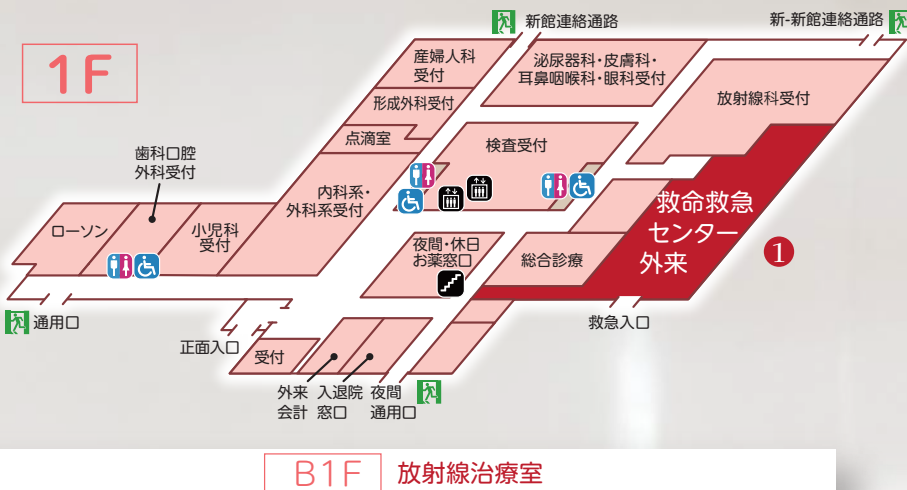 1F
新館連絡通路
新-新館連絡通路
産婦人科
受付
泌尿器科・皮膚科・
耳鼻咽喉科・眼科受付
放射線科受付
形成外科受付
点滴室
検査受付
歯科口腔
外科受付
内科系・
外科系受付
ローソン
小児科
受付
救命救急
センター
外来
1
夜間・休日
お薬窓口
総合診療
通用口
正面入口
受付
救急入口
外来
会計
入退院
窓口
夜間
通用口
B1F
放射線治療室